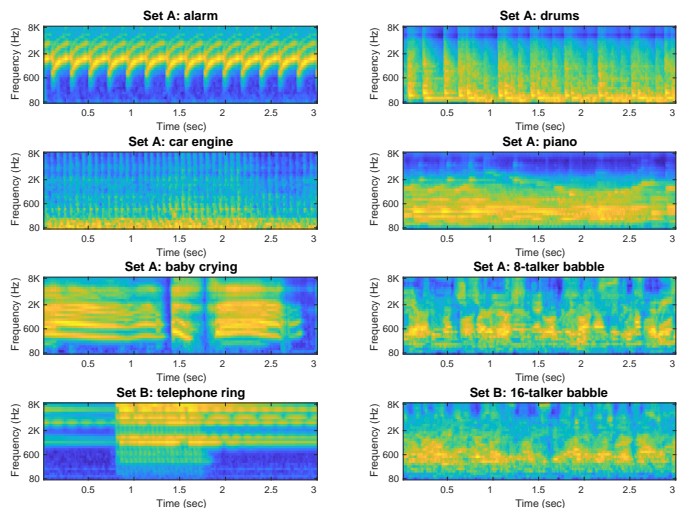 Set A: alarm
8K
2K
600
80
Frequency (Hz)
0.5 1 1.5 2 2.5 3
Time (sec)
Set A: drums
8K
2K
600
80
Frequency (Hz)
0.5 1 1.5 2 2.5 3
Time (sec)
Set A: car engine
8K
2K
600
80
Frequency (Hz)
0.5 1 1.5 2 2.5 3
Time (sec)
Set A: piano
8K
2K
600
80
Frequency (Hz)
0.5 1 1.5 2 2.5 3
Time (sec)
Set A: baby crying
8K
2K
600
80
Frequency (Hz)
0.5 1 1.5 2 2.5 3
Time (sec)
Set A: 8-talker babble
8K
2K
600
80
Frequency (Hz)
0.5 1 1.5 2 2.5 3
Time (sec)
Set B: telephone ring
8K
2K
600
80
Frequency (Hz)
0.5 1 1.5 2 2.5 3
Time (sec)
Set B: 16-talker babble
8K
2K
600
80
Frequency (Hz)
0.5 1 1.5 2 2.5 3
Time (sec)